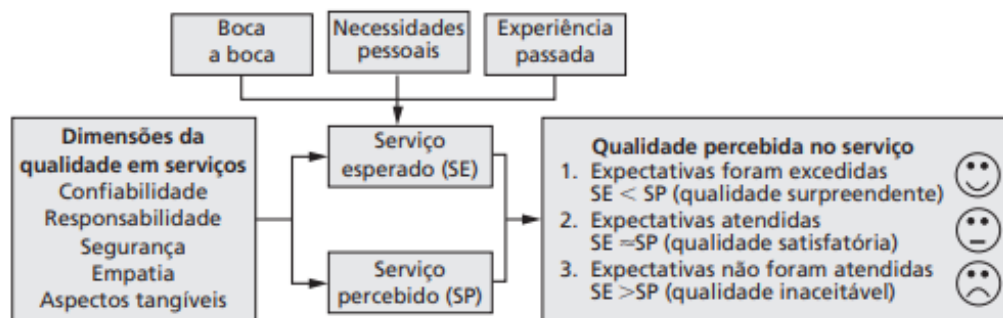 Boca
a boca
Necessidades
pessoais
Experiência
passada
Dimensões da
qualidade em serviços
Confiabilidade
Responsabilidade
Segurança
Empatia
Aspectos tangíveis
Serviço
esperado (SE)
Serviço
percebido (SP)
Qualidade percebida no serviço
1. Expectativas foram excedidas
SE < SP (qualidade surpreendente)
2. Expectativas atendidas
SE ≈SP (qualidade satisfatória)
3. Expectativas não foram atendidas
SE >SP (qualidade inaceitável)